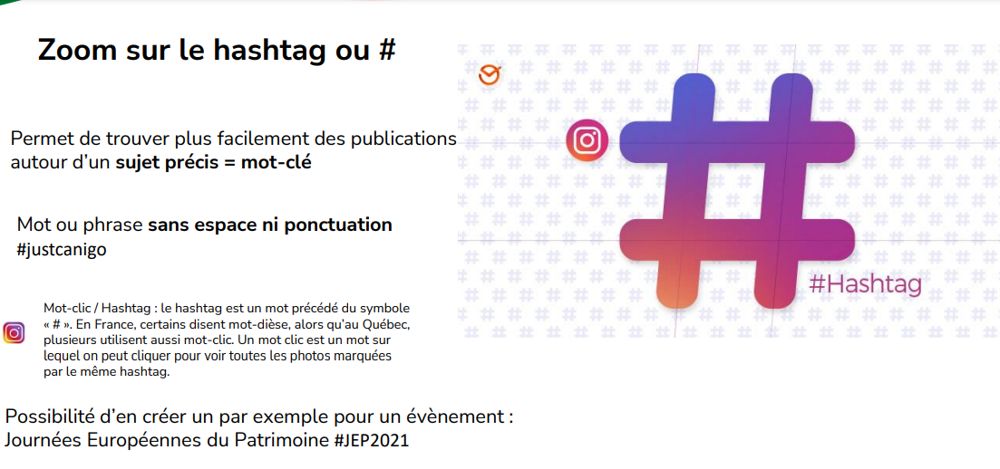 Zoom sur le hashtag ou #
Permet de trouver plus facilement des publications
autour d’un sujet précis = mot-clé
Mot ou phrase sans espace ni ponctuation
#justcanigo
Mot-clic / Hashtag : le hashtag est un mot précédé du symbole
« # ». En France, certains disent mot-dièse, alors qu’au Québec,
plusieurs utilisent aussi mot-clic. Un mot clic est un mot sur
lequel on peut cliquer pour voir toutes les photos marquées
par le même hashtag.
Possibilité d’en créer un par exemple pour un évènement :
Journées Européennes du Patrimoine #JEP2021
#Hashtag